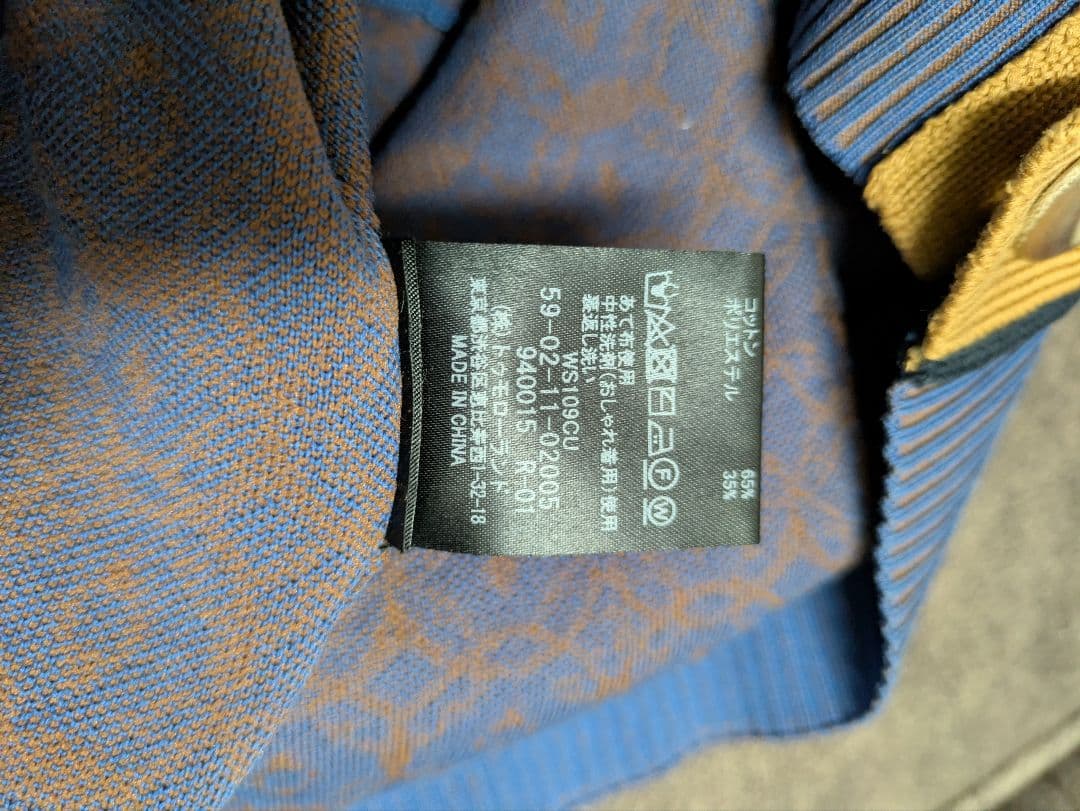 コットン 65%
ポリエステル 35%
F W
あて布使用
中性洗剤(おしゃれ着用)使用
裏返し洗い
WS109CU
59-02-11-02005
940015 R-01
(株)トゥモローランド
東京都渋谷区恵比寿西1-32-18
MADE IN CHINA